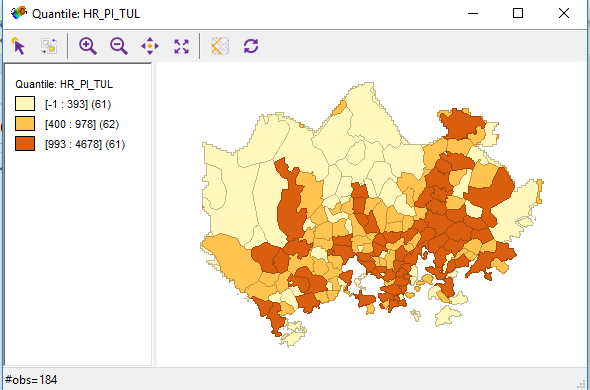 Quantile: HR_PI_TUL
Quantile: HR_PI_TUL
[-1 : 393] (61)
[400 : 978] (62)
[993 : 4678] (61)
#obs=184